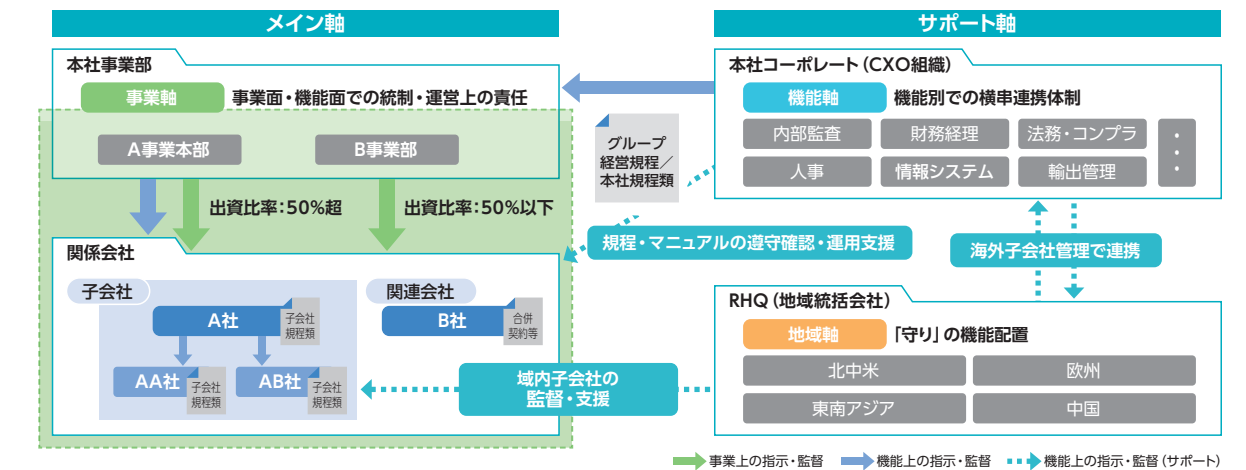 メイン軸
サポート軸
本社事業部
事業軸
事業面・機能面での統制・運営上の責任
A事業本部
B事業部
出資比率:50%超
出資比率:50%以下
関係会社
子会社
A社
子会社
規程類
AA社
子会社
規程類
AB社
子会社
規程類
関連会社
B社
合併
契約等
グループ
経営規程/
本社規程類
規程・マニュアルの遵守確認・運用支援
域内子会社の
監督・支援
本社コーポレート(CXO組織)
機能軸
機能別での横串連携体制
内部監査
財務経理
法務・コンプラ
人事
情報システム
輸出管理
・
・
・
海外子会社管理で連携
RHQ(地域統括会社)
地域軸
「守り」の機能配置
北中米
欧州
東南アジア
中国
事業上の指示・監督
機能上の指示・監督
機能上の指示・監督(サポート)